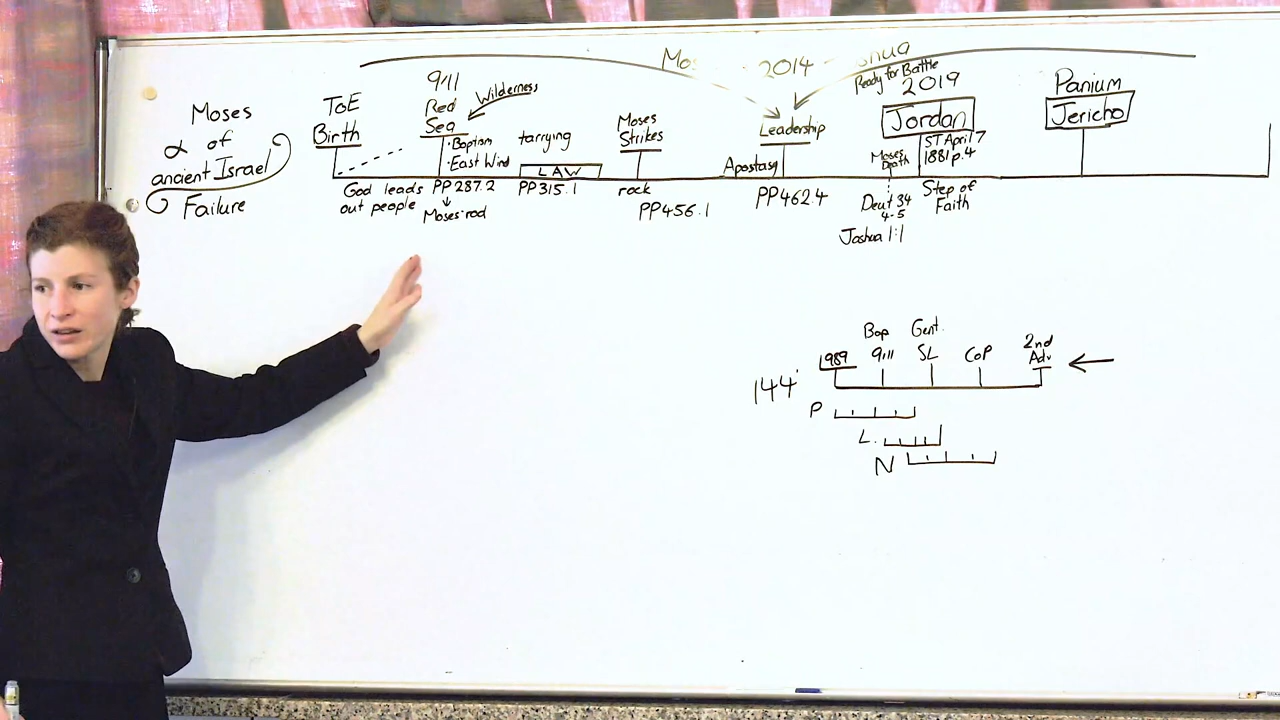 Moses
α of
ancient Israel
Failure
2014
ToE
Birth
God leads
out people
9/11
Red
Sea
Wilderness
• Baptism
• East Wind
PP 287.2
Moses' rod
tarrying
LAW
PP315.1
Moses
Strikes
rock
PP456.1
Leadership
Apostasy
PP462.4
Ready for Battle
2019
Jordan
Moses
Death
ST April 7
1881 p.4
Deut 34
4-5
Joshua 1:1
Step of
Faith
Panium
Jericho
144'
1989
Bap
9/11
Gent.
SL
CoP
2nd
Adv
P
L.
N